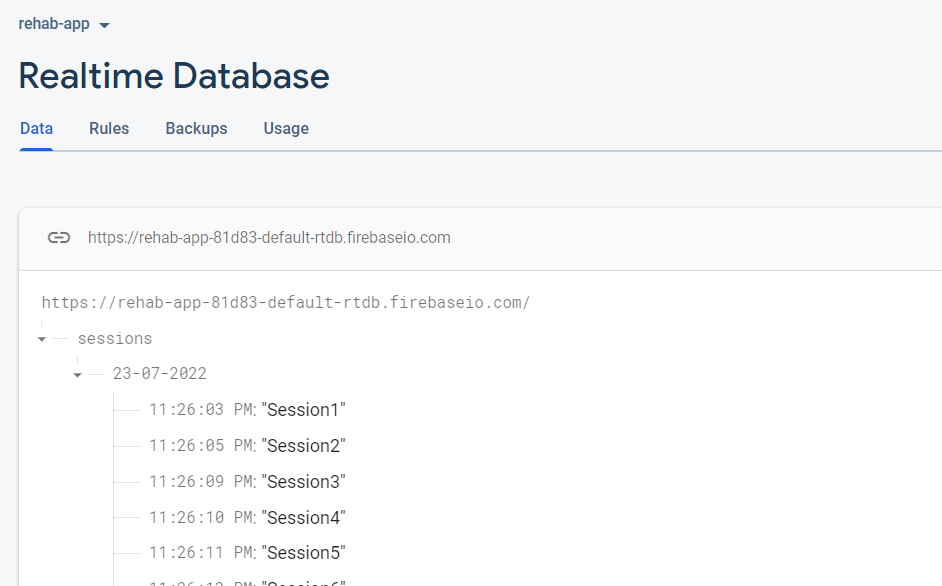 rehab-app
Realtime Database
Data Rules Backups Usage
https://rehab-app-81d83-default-rtdb.firebaseio.com
https://rehab-app-81d83-default-rtdb.firebaseio.com/
sessions
23-07-2022
11:26:03 PM: "Session1"
11:26:05 PM: "Session2"
11:26:09 PM: "Session3"
11:26:10 PM: "Session4"
11:26:11 PM: "Session5"